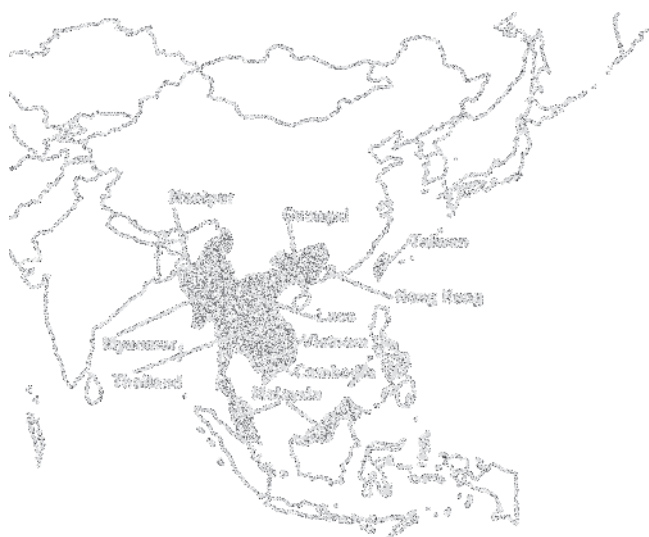 Manipur
Guangxi
Taiwan
Hong Kong
Laos
Myanmar
Vietnam
Thailand
Cambodia
Malaysia